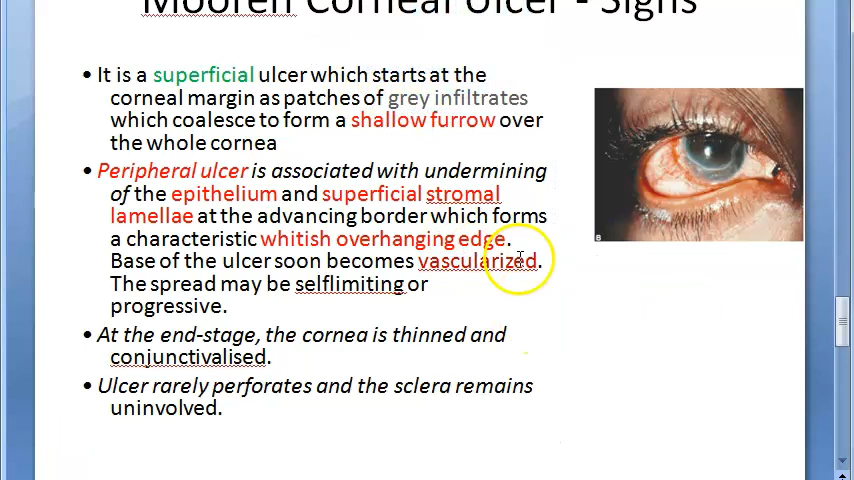 Mooren Corneal Ulcer - Signs
• It is a superficial ulcer which starts at the
corneal margin as patches of grey infiltrates
which coalesce to form a shallow furrow over
the whole cornea
• Peripheral ulcer is associated with undermining
of the epithelium and superficial stromal
lamellae at the advancing border which forms
a characteristic whitish overhanging edge.
Base of the ulcer soon becomes vascularized.
The spread may be selflimiting or
progressive.
• At the end-stage, the cornea is thinned and
conjunctivalised.
• Ulcer rarely perforates and the sclera remains
uninvolved.
B